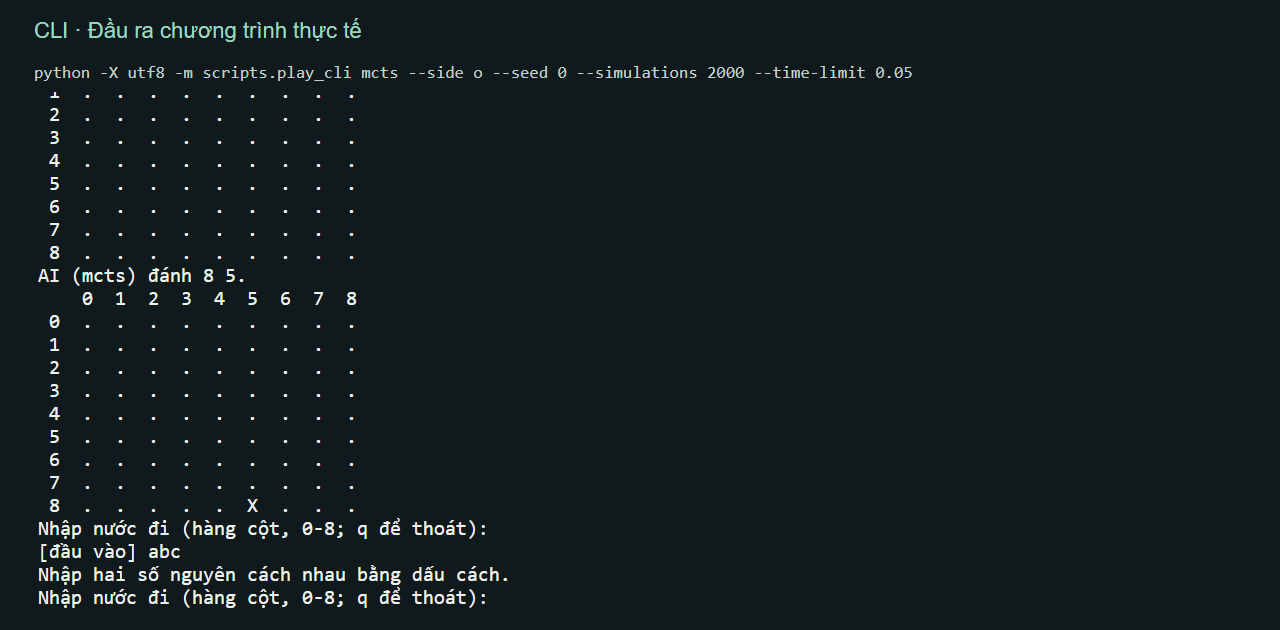 CLI · Đầu ra chương trình thực tế
python -X utf8 -m scripts.play_cli mcts --side o --seed 0 --simulations 2000 --time-limit 0.05
1 . . . . . . . . .
2 . . . . . . . . .
3 . . . . . . . . .
4 . . . . . . . . .
5 . . . . . . . . .
6 . . . . . . . . .
7 . . . . . . . . .
8 . . . . . . . . .
AI (mcts) đánh 8 5.
0 1 2 3 4 5 6 7 8
0 . . . . . . . . .
1 . . . . . . . . .
2 . . . . . . . . .
3 . . . . . . . . .
4 . . . . . . . . .
5 . . . . . . . . .
6 . . . . . . . . .
7 . . . . . . . . .
8 . . . . . X . . .
Nhập nước đi (hàng cột, 0-8; q để thoát):
[đầu vào] abc
Nhập hai số nguyên cách nhau bằng dấu cách.
Nhập nước đi (hàng cột, 0-8; q để thoát):